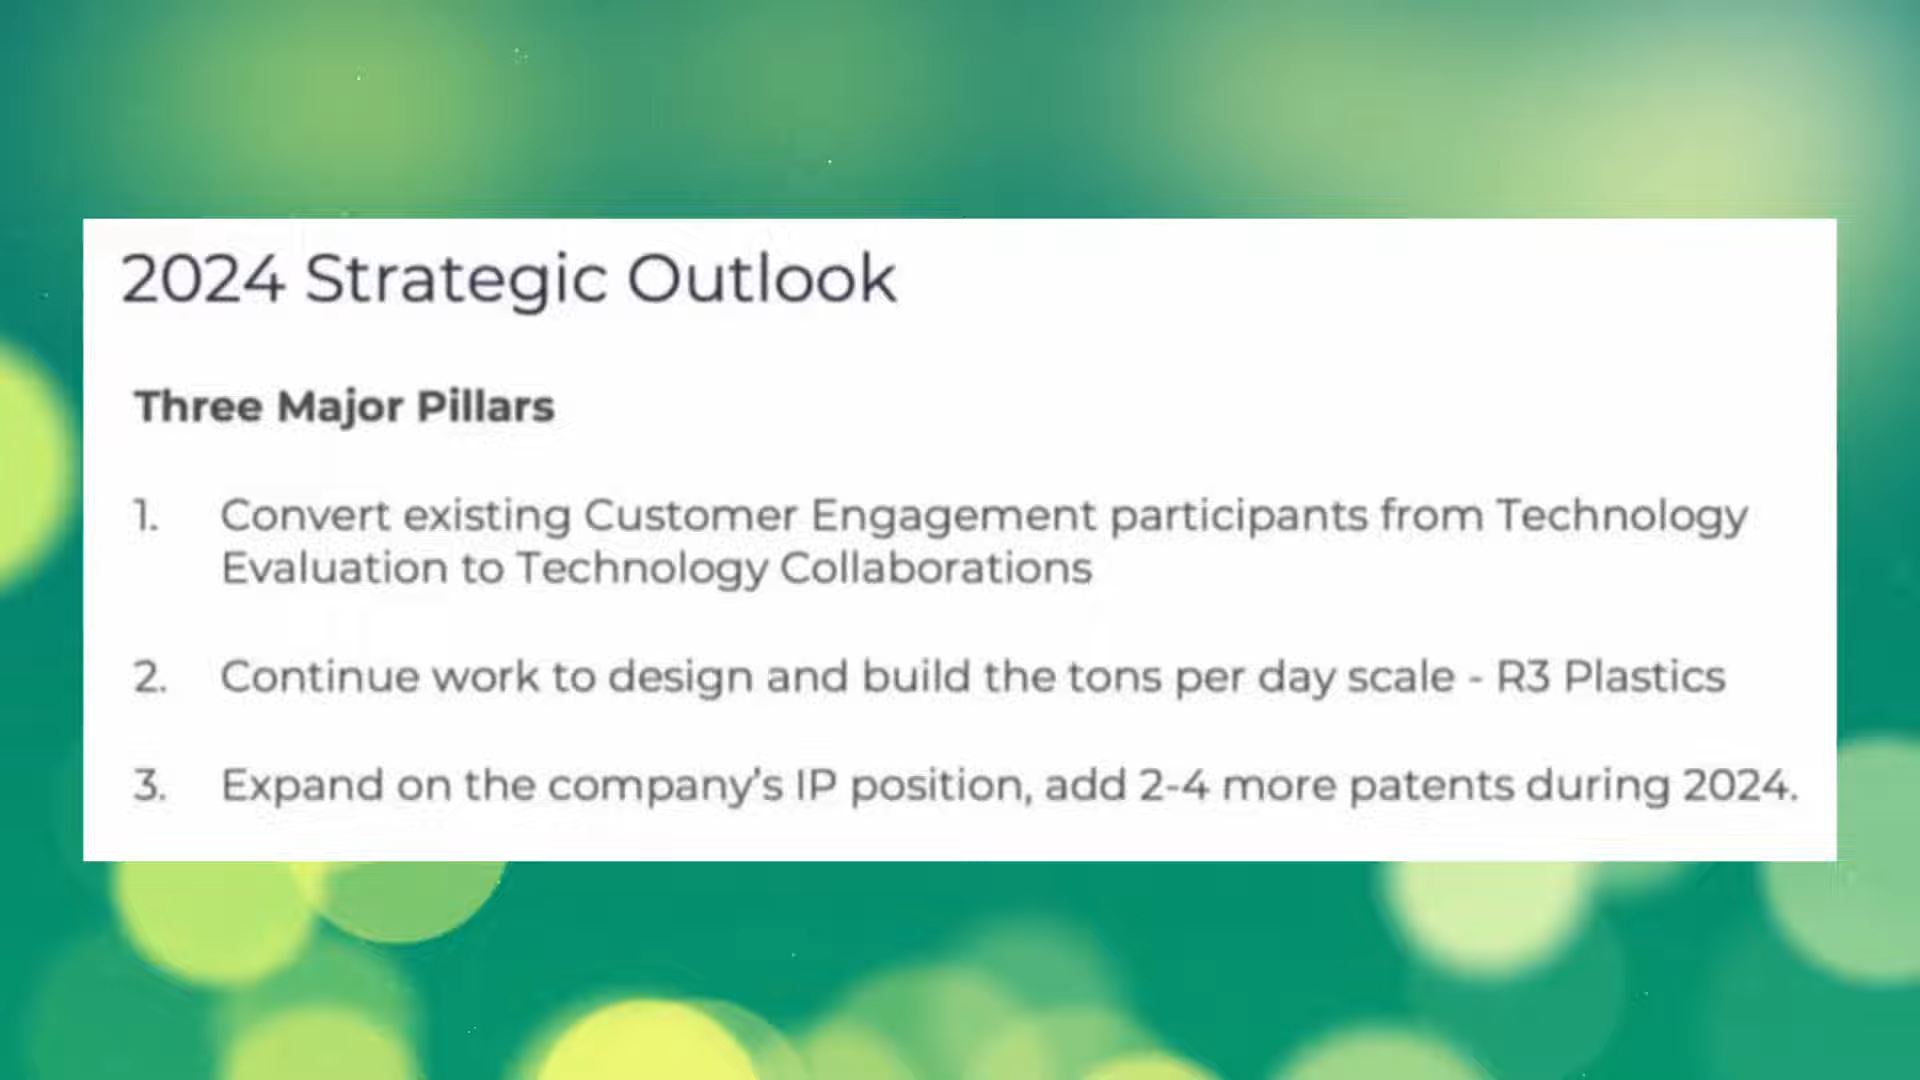 2024 Strategic Outlook
Three Major Pillars
1. Convert existing Customer Engagement participants from Technology
Evaluation to Technology Collaborations
2. Continue work to design and build the tons per day scale - R3 Plastics
3. Expand on the company’s IP position, add 2-4 more patents during 2024.